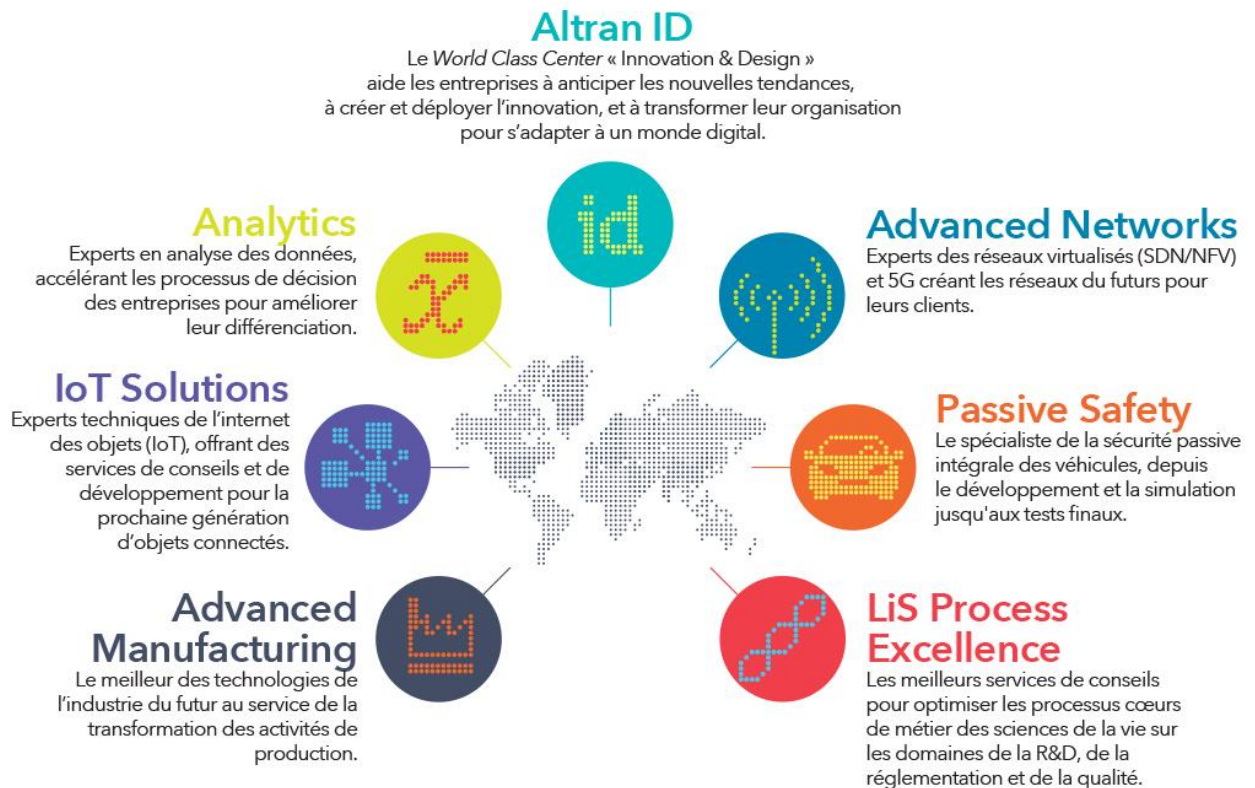 Altran ID
Le World Class Center « Innovation & Design »
aide les entreprises à anticiper les nouvelles tendances,
à créer et déployer l’innovation, et à transformer leur organisation
pour s’adapter à un monde digital.
id
Analytics
Experts en analyse des données,
accélérant les processus de décision
des entreprises pour améliorer
leur différenciation.
x̄
Advanced Networks
Experts des réseaux virtualisés (SDN/NFV)
et 5G créant les réseaux du futurs pour
leurs clients.
IoT Solutions
Experts techniques de l’internet
des objets (IoT), offrant des
services de conseils et de
développement pour la
prochaine génération
d’objets connectés.
Passive Safety
Le spécialiste de la sécurité passive
intégrale des véhicules, depuis
le développement et la simulation
jusqu'aux tests finaux.
Advanced
Manufacturing
Le meilleur des technologies de
l’industrie du futur au service de la
transformation des activités de
production.
LiS Process
Excellence
Les meilleurs services de conseils
pour optimiser les processus cœurs
de métier des sciences de la vie sur
les domaines de la R&D, de la
réglementation et de la qualité.